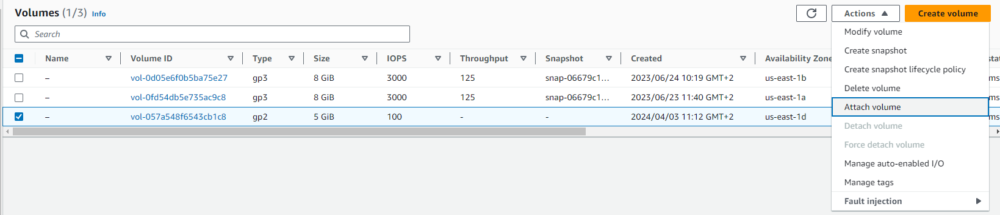 Volumes (1/3) Info
Actions
Create volume
Search
Name Volume ID Type Size IOPS Throughput Snapshot Created Availability Zone
– vol-0d05e6f0b5ba75e27 gp3 8 GiB 3000 125 snap-06679c1... 2023/06/24 10:19 GMT+2 us-east-1b
– vol-0fd54db5e735ac9c8 gp3 8 GiB 3000 125 snap-06679c1... 2023/06/23 11:40 GMT+2 us-east-1a
– vol-057a548f6543cb1c8 gp2 5 GiB 100 - - 2024/04/03 11:12 GMT+2 us-east-1d
Modify volume
Create snapshot
Create snapshot lifecycle policy
Delete volume
Attach volume
Detach volume
Force detach volume
Manage auto-enabled I/O
Manage tags
Fault injection